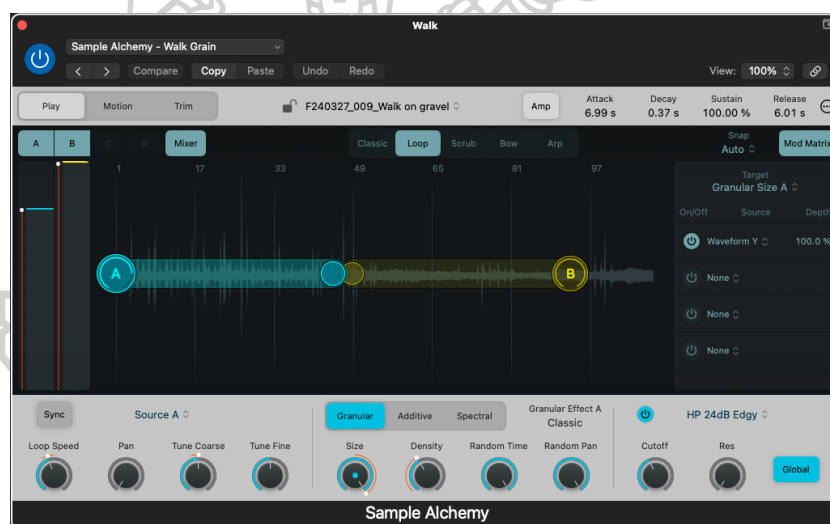 Walk
Sample Alchemy - Walk Grain
Compare Copy Paste Undo Redo View: 100%
Play Motion Trim F240327_009_Walk on gravel Amp Attack 6.99 s Decay 0.37 s Sustain 100.00 % Release 6.01 s
A B C D Mixer Classic Loop Scrub Bow Arp Snap Auto Mod Matrix
1 17 33 49 65 81 97
Target
Granular Size A
On/Off Source Depth
Waveform Y 100.0 %
A B
None
None
None
Sync Source A Granular Additive Spectral Granular Effect A Classic HP 24dB Edgy
Loop Speed Pan Tune Coarse Tune Fine Size Density Random Time Random Pan Cutoff Res
Global
Sample Alchemy